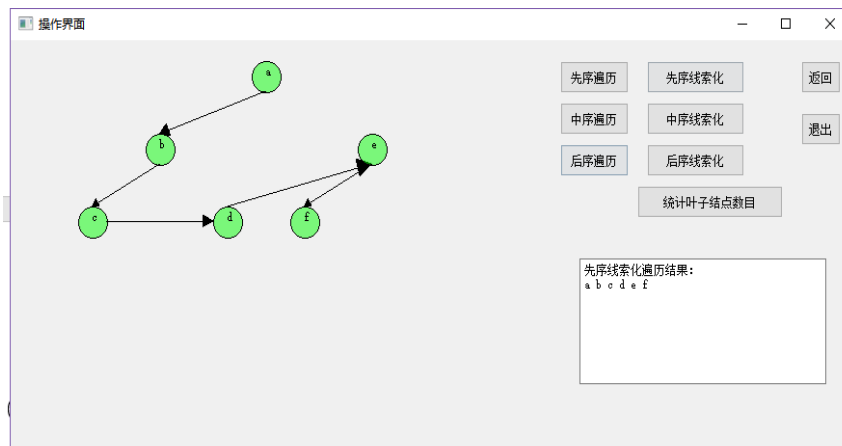 操作界面
a
b
e
c
d
f
先序遍历
先序线索化
返回
中序遍历
中序线索化
退出
后序遍历
后序线索化
统计叶子结点数目
先序线索化遍历结果:
a b c d e f